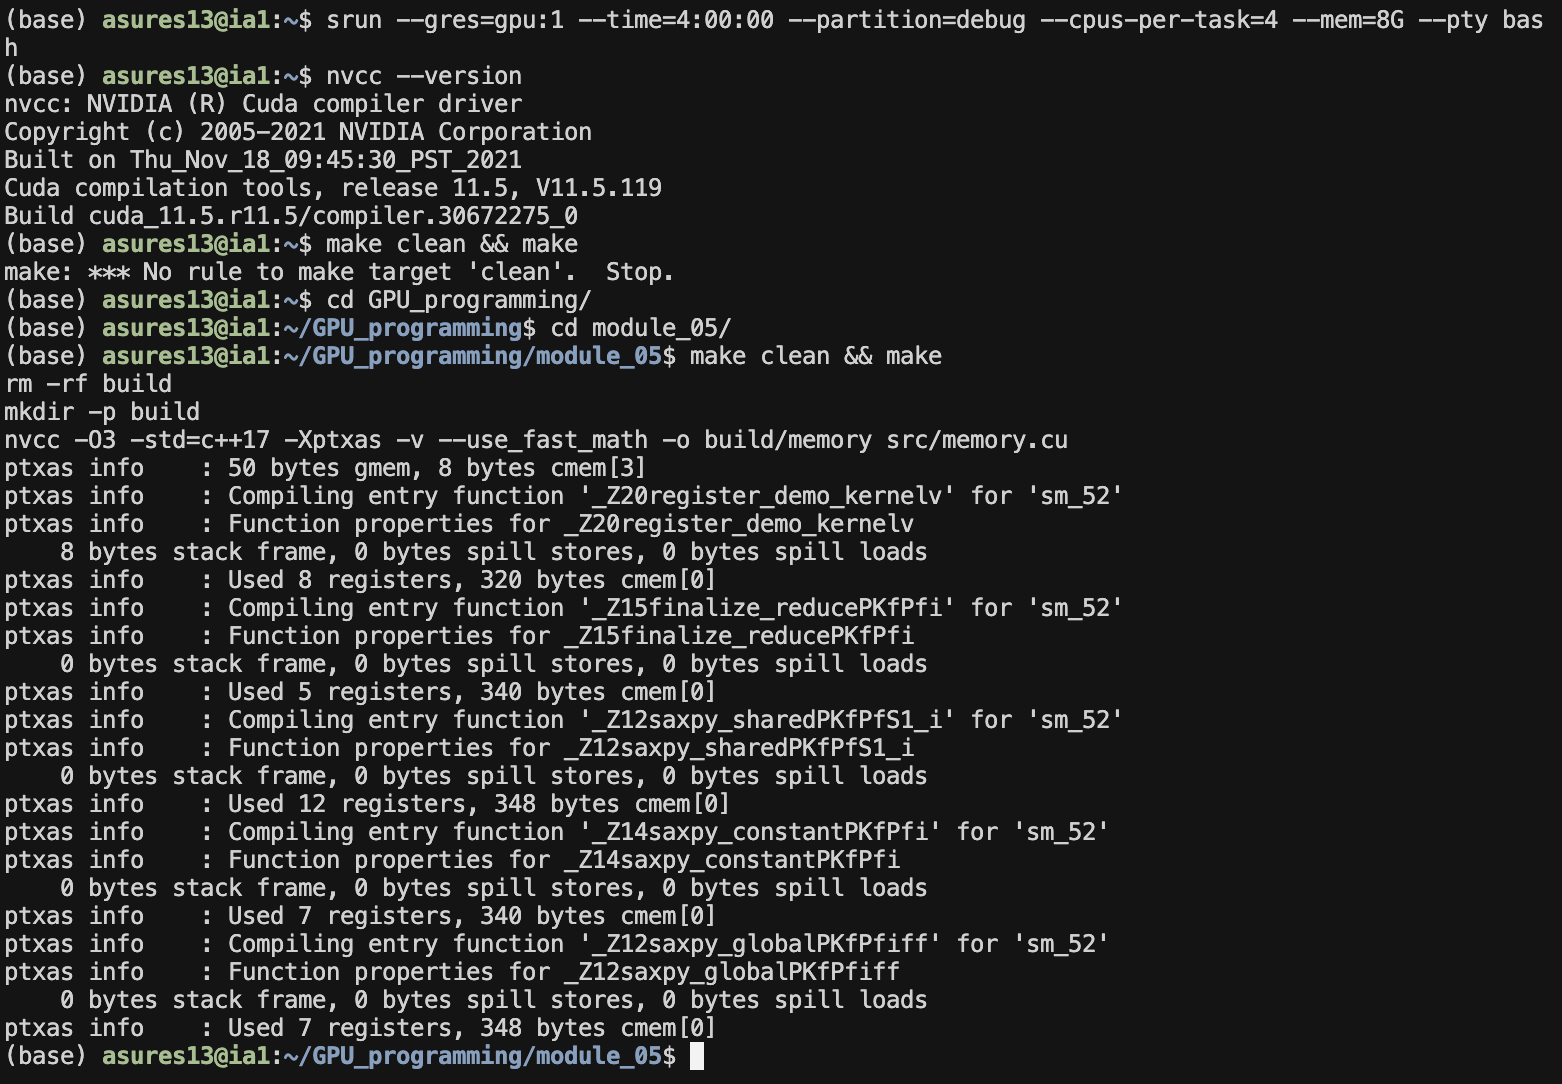 (base) asures13@ia1:~$ srun --gres=gpu:1 --time=4:00:00 --partition=debug --cpus-per-task=4 --mem=8G --pty bas
h
(base) asures13@ia1:~$ nvcc --version
nvcc: NVIDIA (R) Cuda compiler driver
Copyright (c) 2005-2021 NVIDIA Corporation
Built on Thu_Nov_18_09:45:30_PST_2021
Cuda compilation tools, release 11.5, V11.5.119
Build cuda_11.5.r11.5/compiler.30672275_0
(base) asures13@ia1:~$ make clean && make
make: *** No rule to make target 'clean'.  Stop.
(base) asures13@ia1:~$ cd GPU_programming/
(base) asures13@ia1:~/GPU_programming$ cd module_05/
(base) asures13@ia1:~/GPU_programming/module_05$ make clean && make
rm -rf build
mkdir -p build
nvcc -O3 -std=c++17 -Xptxas -v --use_fast_math -o build/memory src/memory.cu
ptxas info    : 50 bytes gmem, 8 bytes cmem[3]
ptxas info    : Compiling entry function '_Z20register_demo_kernelv' for 'sm_52'
ptxas info    : Function properties for _Z20register_demo_kernelv
    8 bytes stack frame, 0 bytes spill stores, 0 bytes spill loads
ptxas info    : Used 8 registers, 320 bytes cmem[0]
ptxas info    : Compiling entry function '_Z15finalize_reducePKfPfi' for 'sm_52'
ptxas info    : Function properties for _Z15finalize_reducePKfPfi
    0 bytes stack frame, 0 bytes spill stores, 0 bytes spill loads
ptxas info    : Used 5 registers, 340 bytes cmem[0]
ptxas info    : Compiling entry function '_Z12saxpy_sharedPKfPfS1_i' for 'sm_52'
ptxas info    : Function properties for _Z12saxpy_sharedPKfPfS1_i
    0 bytes stack frame, 0 bytes spill stores, 0 bytes spill loads
ptxas info    : Used 12 registers, 348 bytes cmem[0]
ptxas info    : Compiling entry function '_Z14saxpy_constantPKfPfi' for 'sm_52'
ptxas info    : Function properties for _Z14saxpy_constantPKfPfi
    0 bytes stack frame, 0 bytes spill stores, 0 bytes spill loads
ptxas info    : Used 7 registers, 340 bytes cmem[0]
ptxas info    : Compiling entry function '_Z12saxpy_globalPKfPfiff' for 'sm_52'
ptxas info    : Function properties for _Z12saxpy_globalPKfPfiff
    0 bytes stack frame, 0 bytes spill stores, 0 bytes spill loads
ptxas info    : Used 7 registers, 348 bytes cmem[0]
(base) asures13@ia1:~/GPU_programming/module_05$